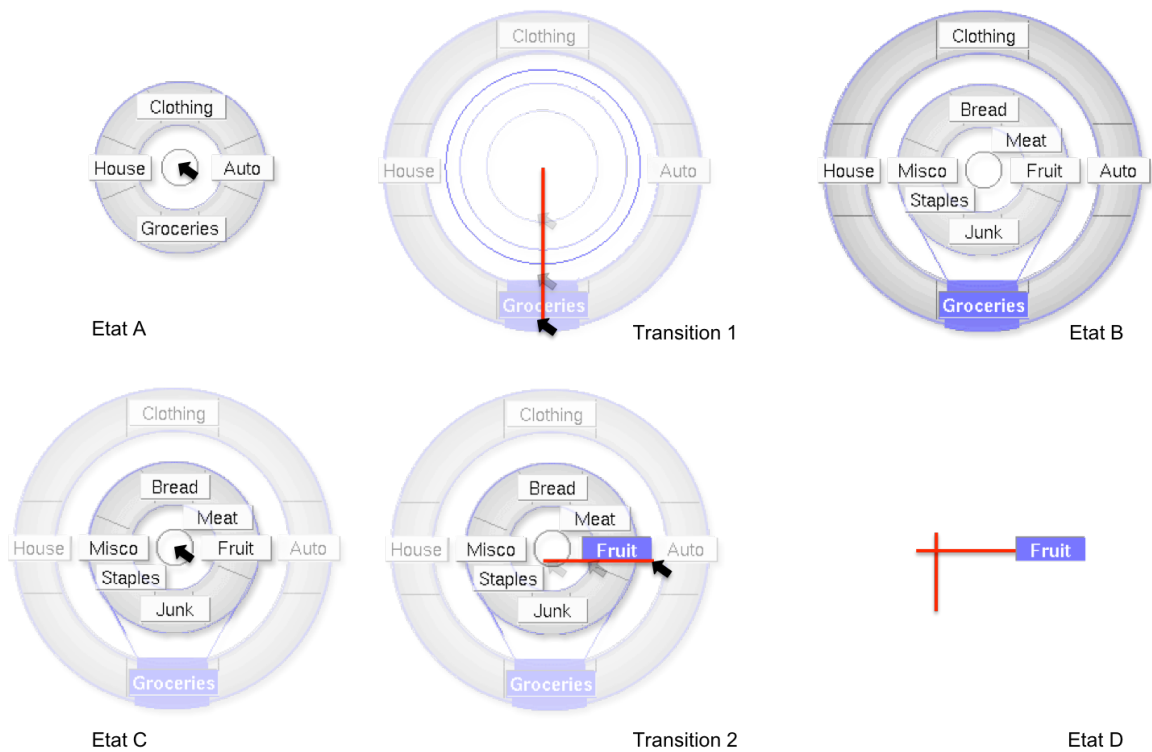 Clothing
House
Auto
Groceries
Etat A
Clothing
House
Auto
Groceries
Transition 1
Clothing
Bread
Meat
House
Misco
Fruit
Auto
Staples
Junk
Groceries
Etat B
Clothing
Bread
Meat
House
Misco
Fruit
Auto
Staples
Junk
Groceries
Etat C
Clothing
Bread
Meat
House
Misco
Fruit
Auto
Staples
Junk
Groceries
Transition 2
Fruit
Etat D